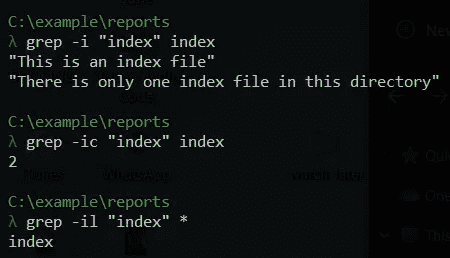 C:\example\reports
λ grep -i "index" index
"This is an index file"
"There is only one index file in this directory"
C:\example\reports
λ grep -ic "index" index
2
C:\example\reports
λ grep -il "index" *
index